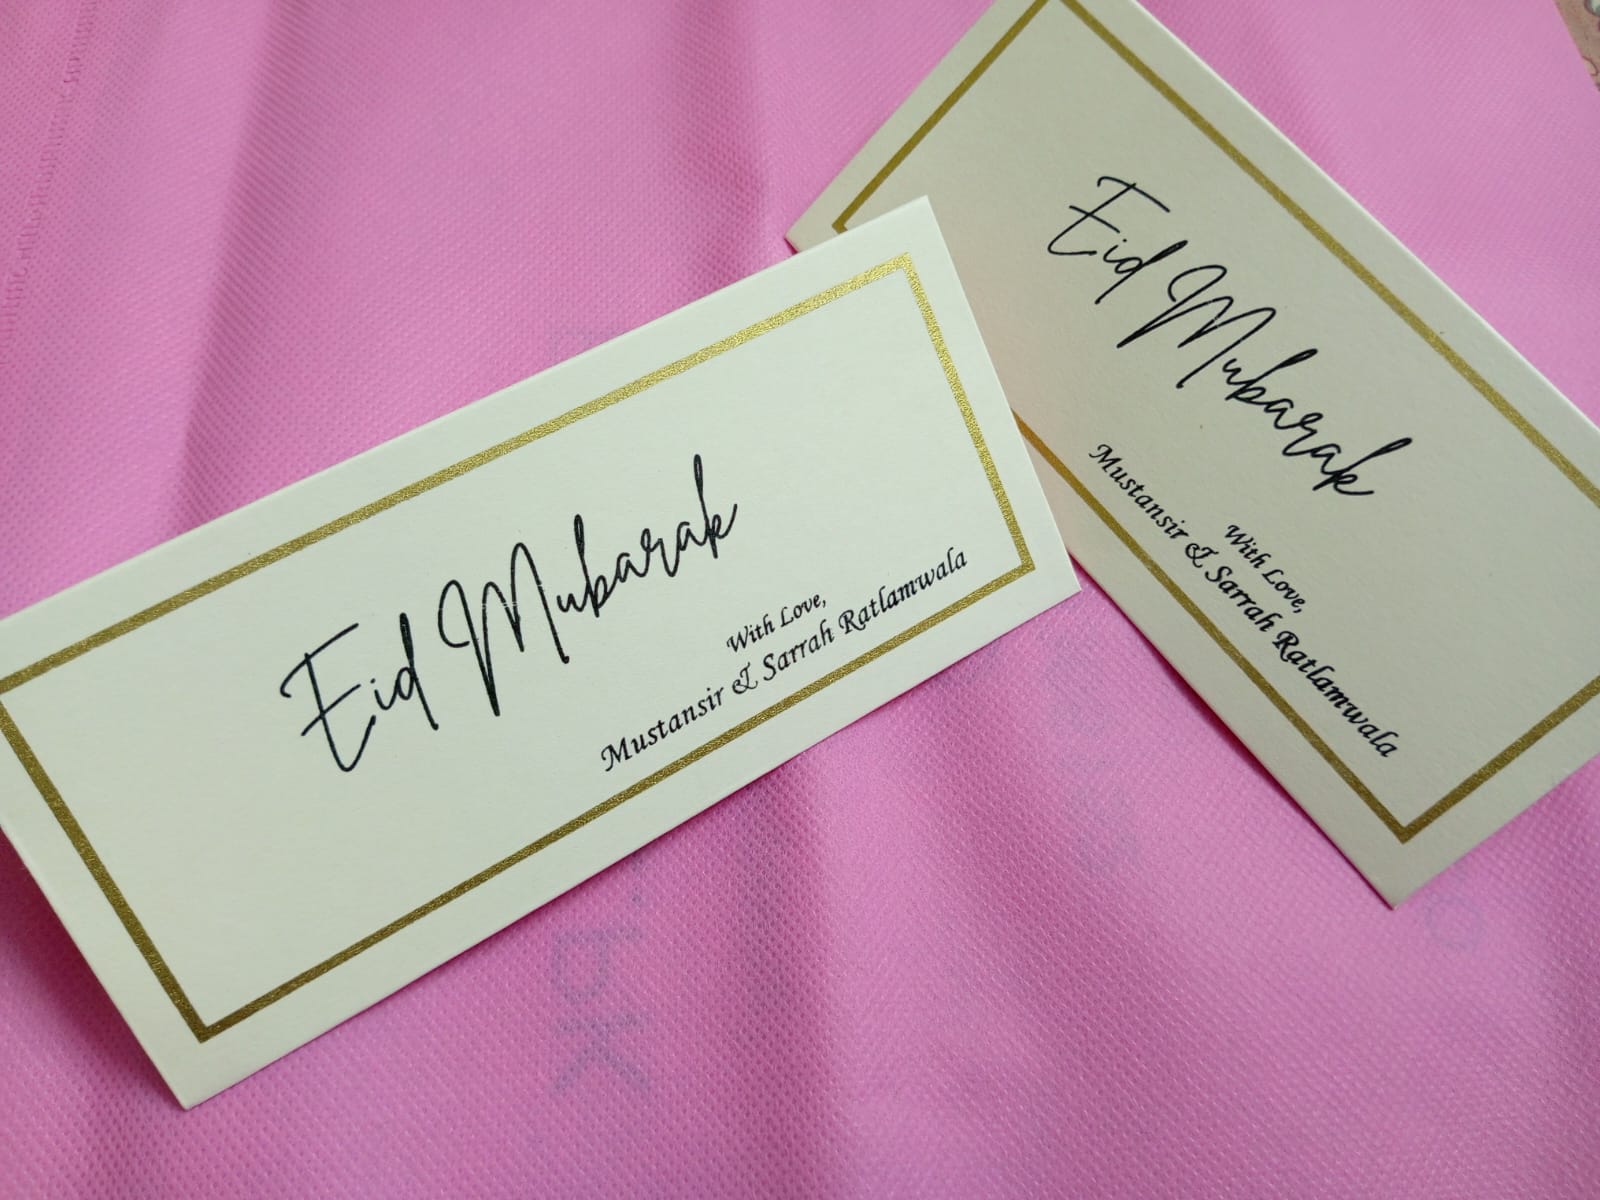 Eid Mubarak
With Love,
Mustansir & Sarrah Ratlamwala
Eid Mubarak
With Love,
Mustansir & Sarrah Ratlamwala